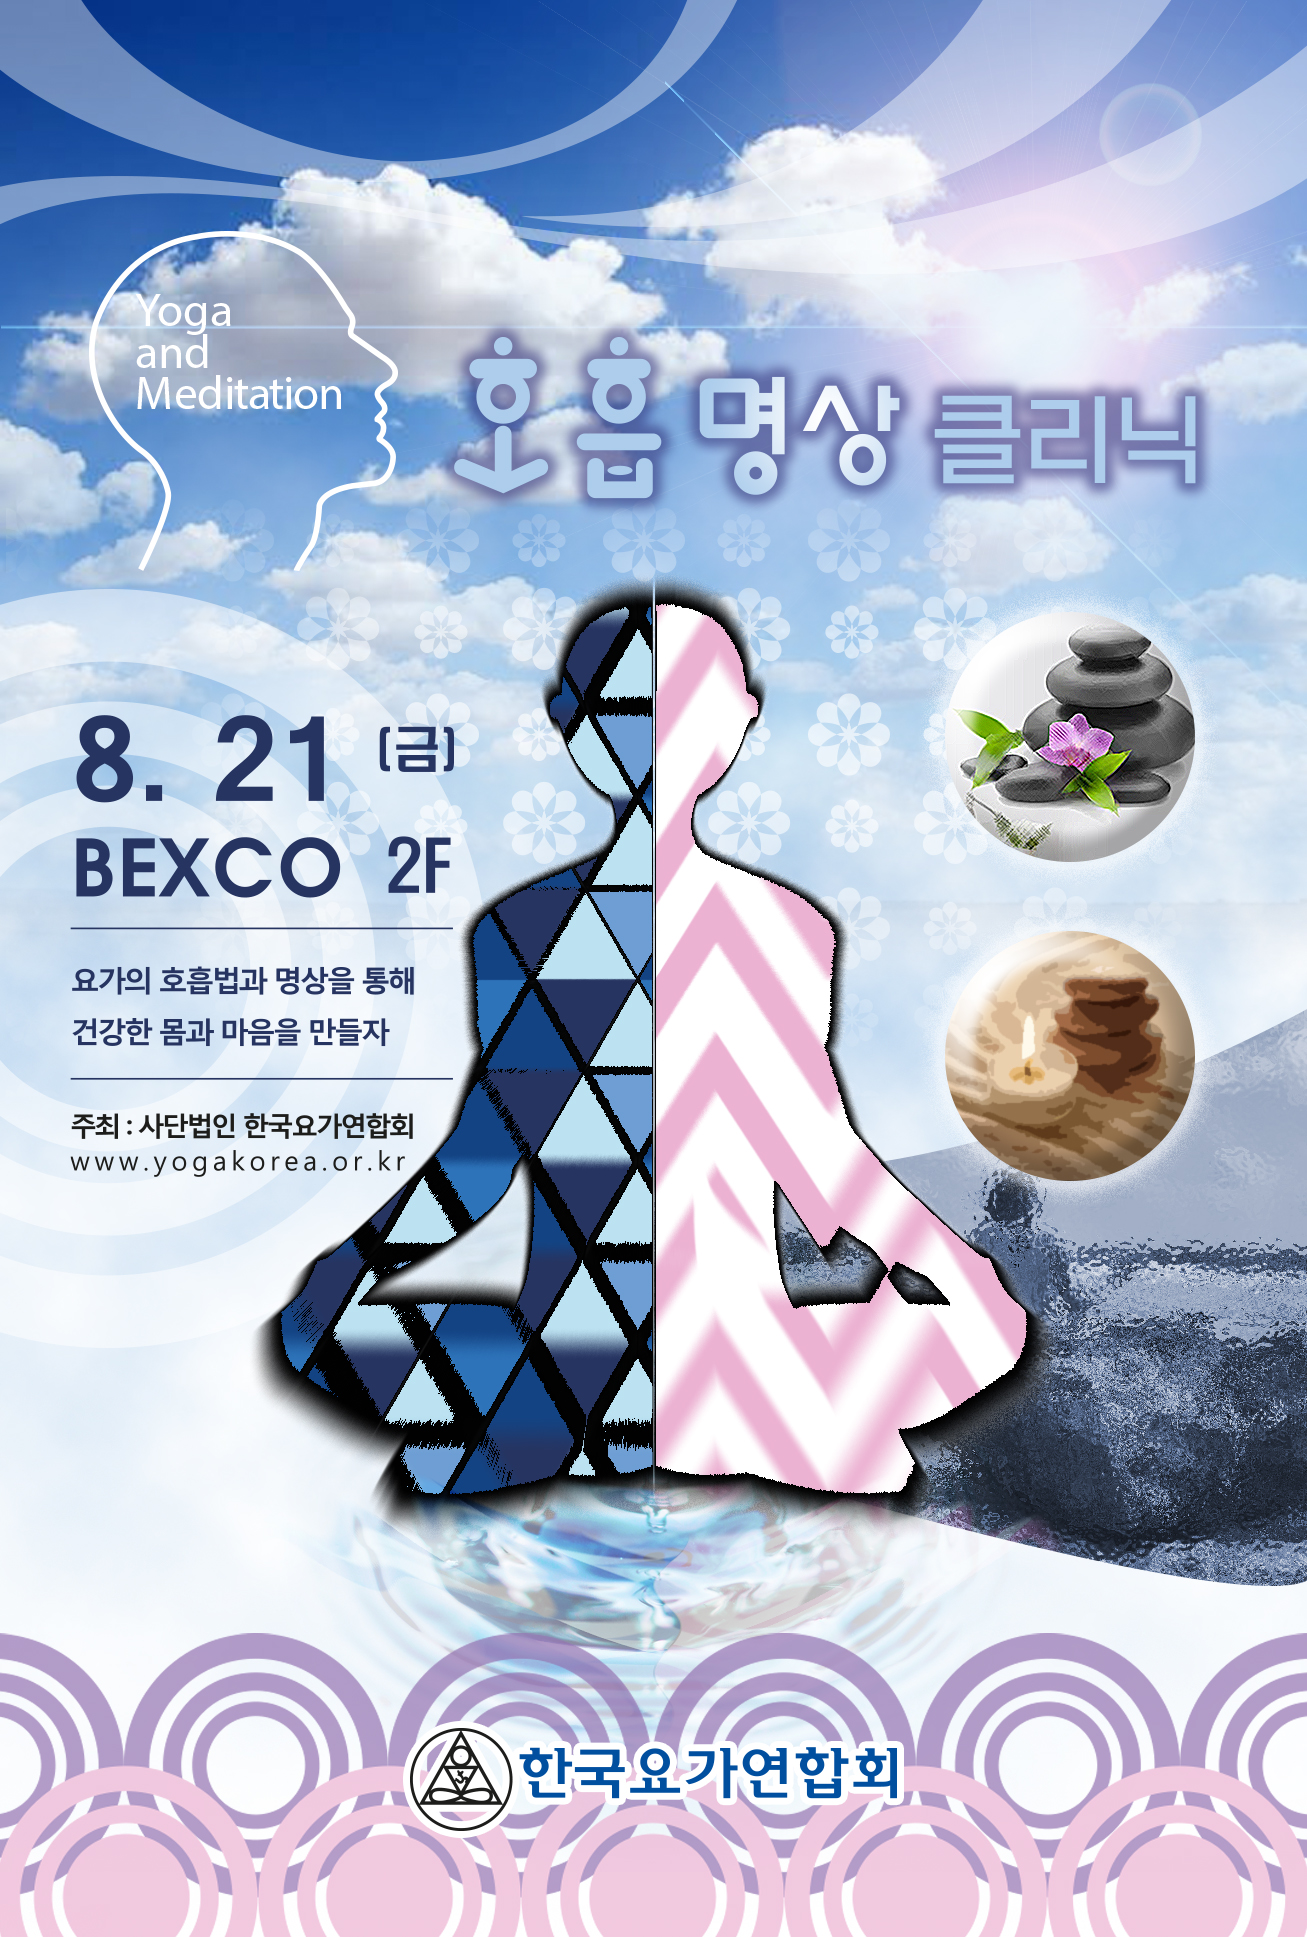 Yoga
and
Meditation
호흡 명상 클리닉
8. 21 [금]
BEXCO 2F
요가의 호흡법과 명상을 통해
건강한 몸과 마음을 만들자
주최 : 사단법인 한국요가연합회
www.yogakorea.or.kr
한국요가연합회